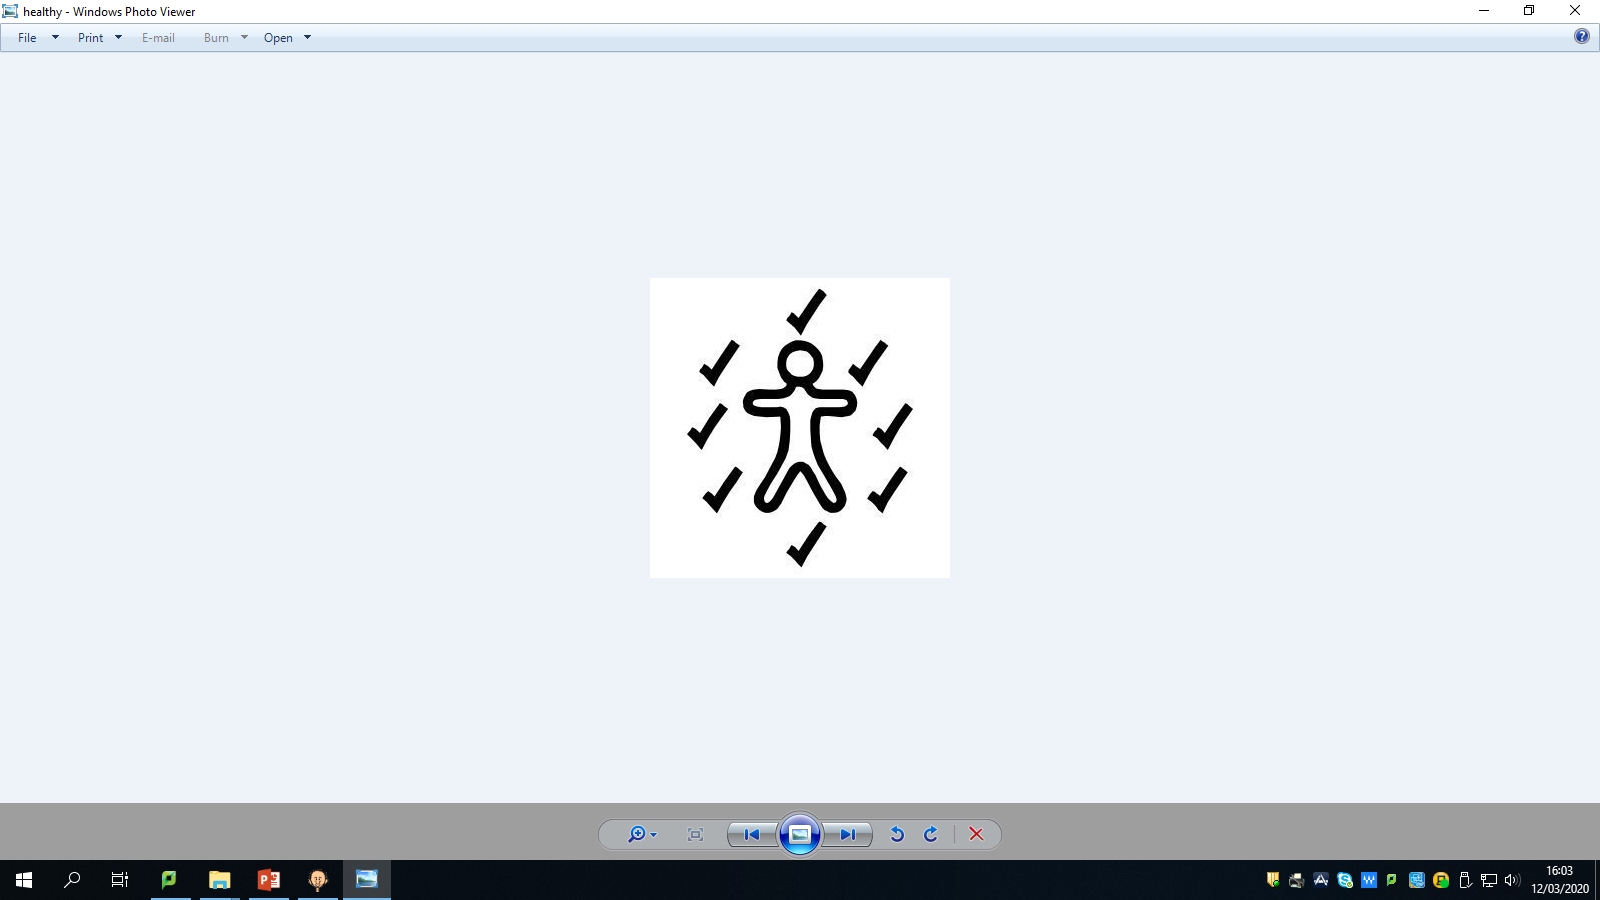 healthy - Windows Photo Viewer
File Print E-mail Burn Open
16:03
12/03/2020